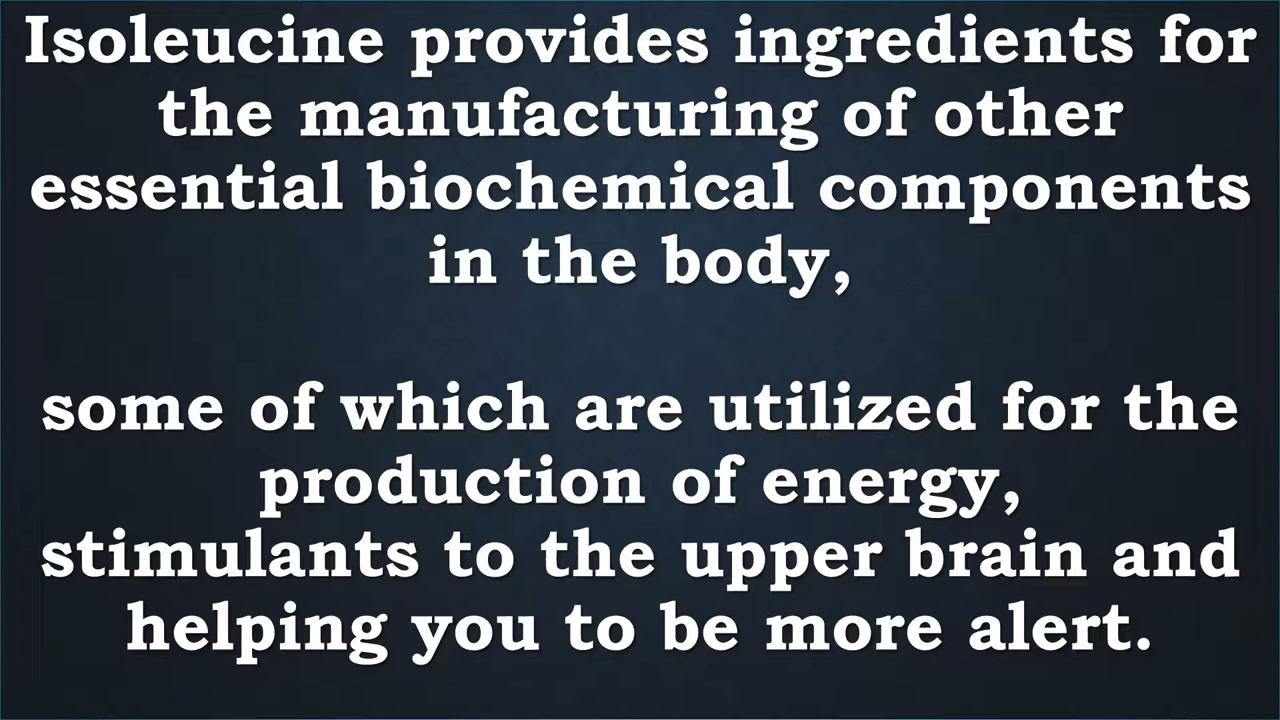 Isoleucine provides ingredients for
the manufacturing of other
essential biochemical components
in the body,
some of which are utilized for the
production of energy,
stimulants to the upper brain and
helping you to be more alert.